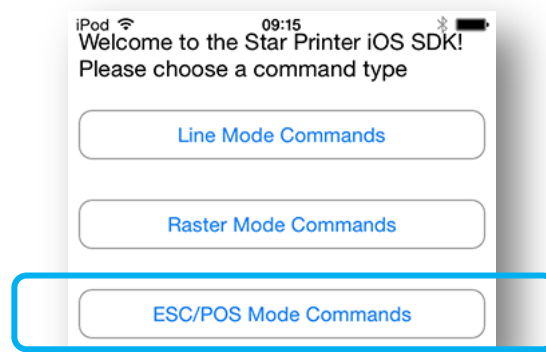 iPod 09:15
Welcome to the Star Printer iOS SDK!
Please choose a command type
Line Mode Commands
Raster Mode Commands
ESC/POS Mode Commands